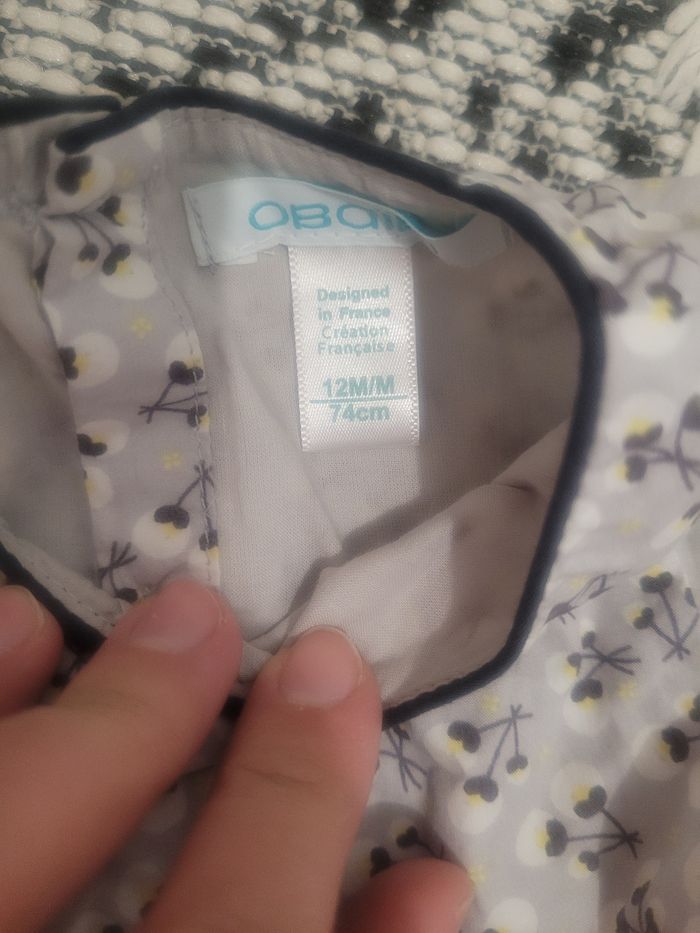 Designed
in France
Création
Française
12M/M
74cm